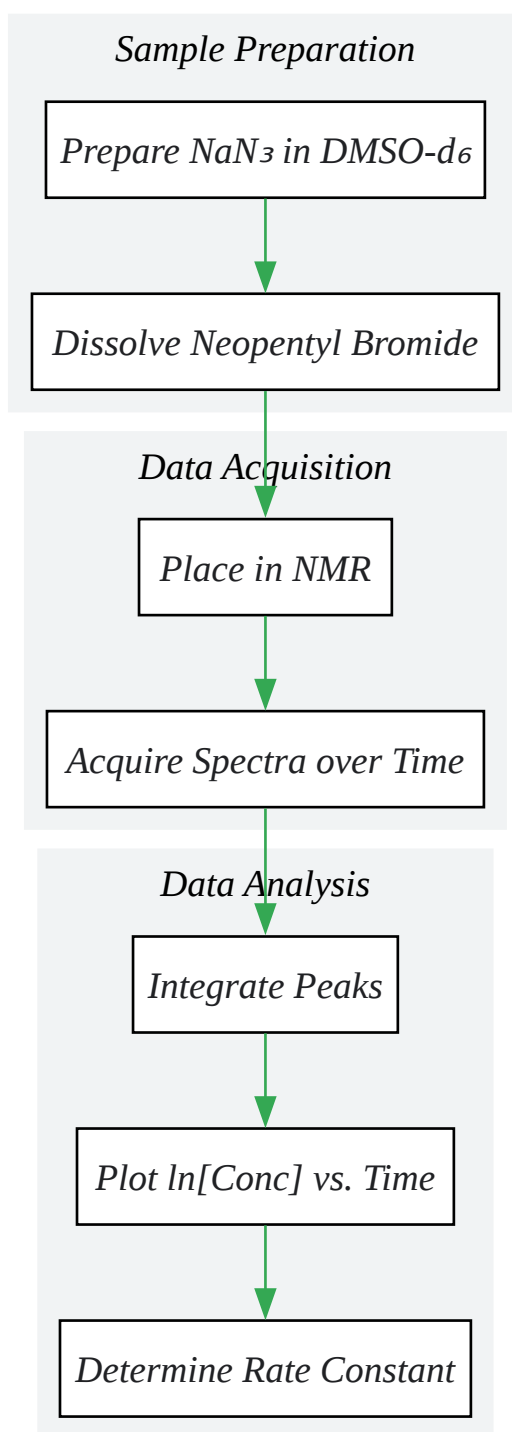 Sample Preparation
Prepare NaN₃ in DMSO-d₆
Dissolve Neopentyl Bromide
Data Acquisition
Place in NMR
Acquire Spectra over Time
Data Analysis
Integrate Peaks
Plot ln[Conc] vs. Time
Determine Rate Constant